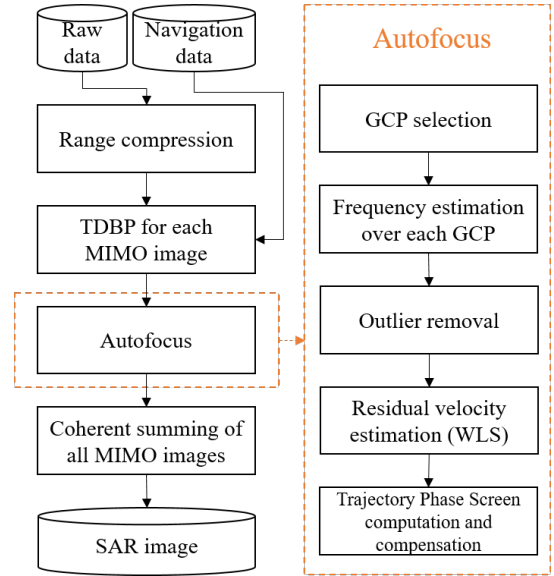 Raw
data
Navigation
data
Range compression
TDBP for each
MIMO image
Autofocus
Coherent summing of
all MIMO images
SAR image
Autofocus
GCP selection
Frequency estimation
over each GCP
Outlier removal
Residual velocity
estimation (WLS)
Trajectory Phase Screen
computation and
compensation